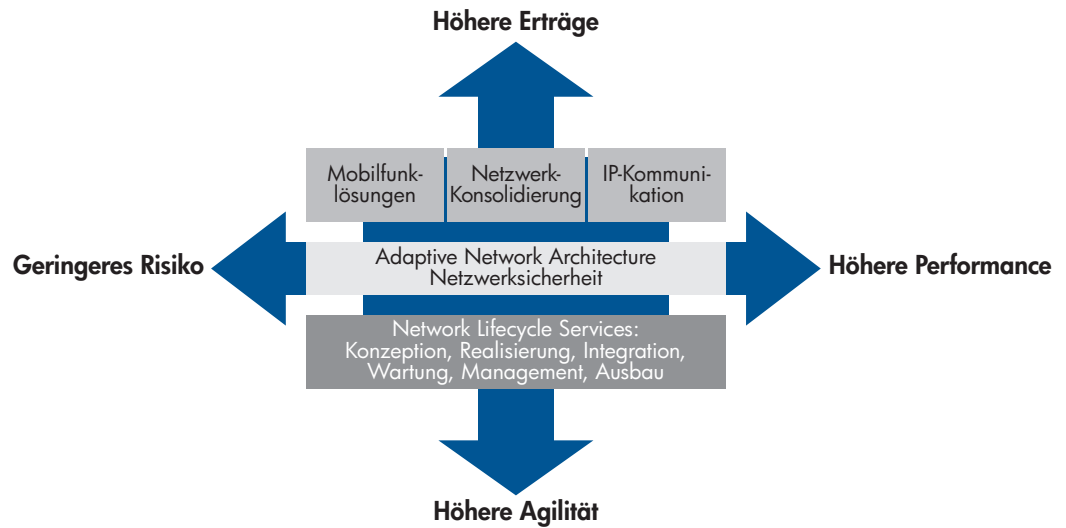 Höhere Erträge
Mobilfunk-
lösungen
Netzwerk-
Konsolidierung
IP-Kommuni-
kation
Geringeres Risiko
Adaptive Network Architecture
Netzwerksicherheit
Höhere Performance
Network Lifecycle Services:
Konzeption, Realisierung, Integration,
Wartung, Management, Ausbau
Höhere Agilität